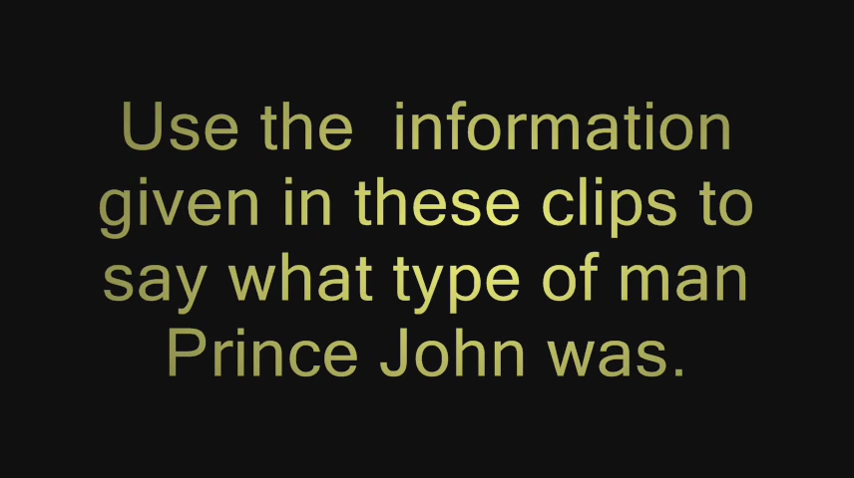 Use the  information
given in these clips to
say what type of man
Prince John was.